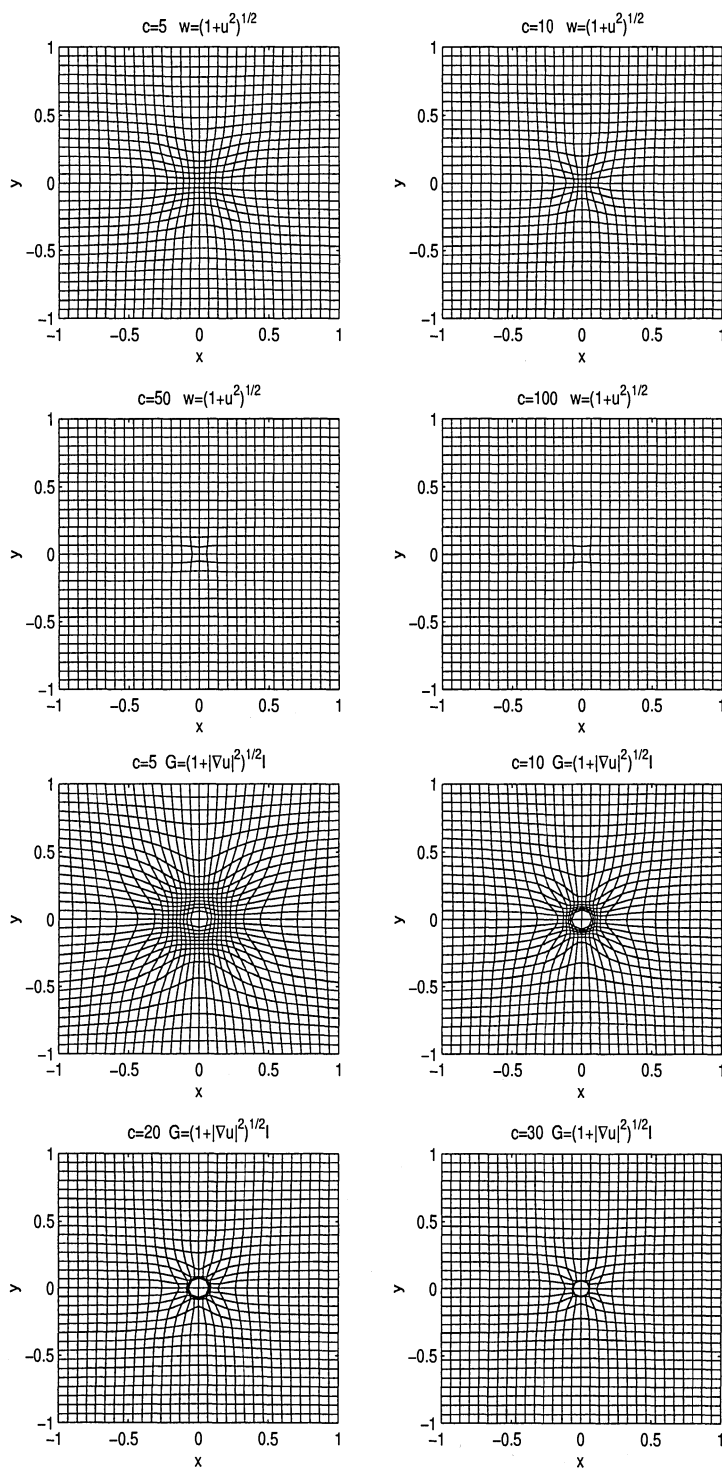 c=5 w=(1+u²)^1/2
1
0.5
y 0
−0.5
−1
−1 −0.5 0 0.5 1
x
c=10 w=(1+u²)^1/2
1
0.5
y 0
−0.5
−1
−1 −0.5 0 0.5 1
x
c=50 w=(1+u²)^1/2
1
0.5
y 0
−0.5
−1
−1 −0.5 0 0.5 1
x
c=100 w=(1+u²)^1/2
1
0.5
y 0
−0.5
−1
−1 −0.5 0 0.5 1
x
c=5 G=(1+|∇u|²)^1/2I
1
0.5
y 0
−0.5
−1
−1 −0.5 0 0.5 1
x
c=10 G=(1+|∇u|²)^1/2I
1
0.5
y 0
−0.5
−1
−1 −0.5 0 0.5 1
x
c=20 G=(1+|∇u|²)^1/2I
1
0.5
y 0
−0.5
−1
−1 −0.5 0 0.5 1
x
c=30 G=(1+|∇u|²)^1/2I
1
0.5
y 0
−0.5
−1
−1 −0.5 0 0.5 1
x